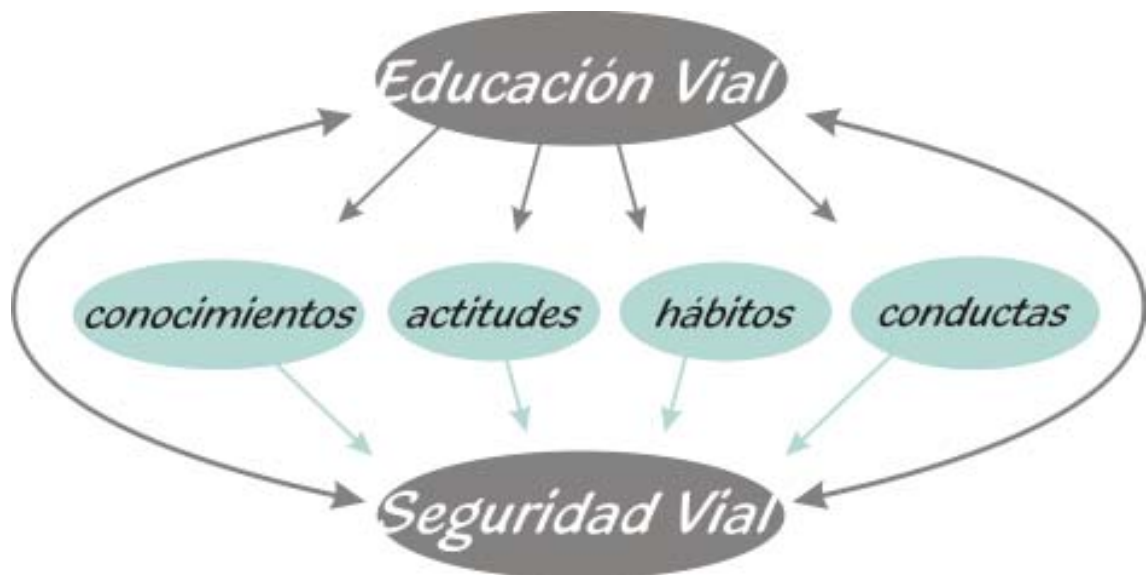 Educación Vial
conocimientos
actitudes
hábitos
conductas
Seguridad Vial